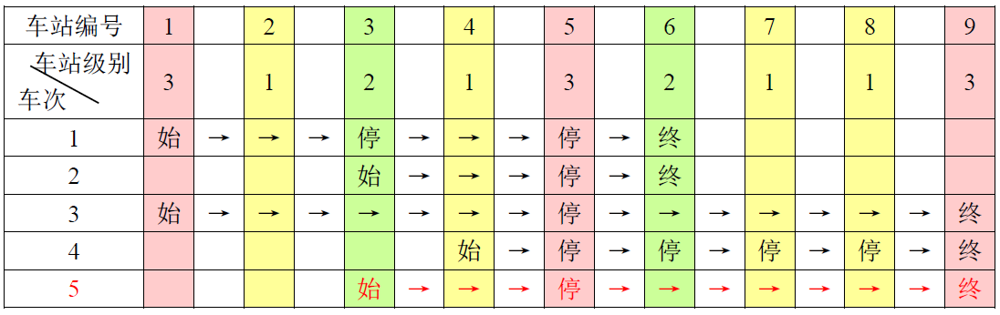 车站编号 1 2 3 4 5 6 7 8 9
车站级别 3 1 2 1 3 2 1 1 3
车次
1 始 → → → 停 → → → 停 → 终
2 始 → → → 停 → 终
3 始 → → → → → → → 停 → → → → → → 终
4 始 → 停 → 停 → 停 → 停 → 终
5 始 → → → 停 → → → → → → → 终